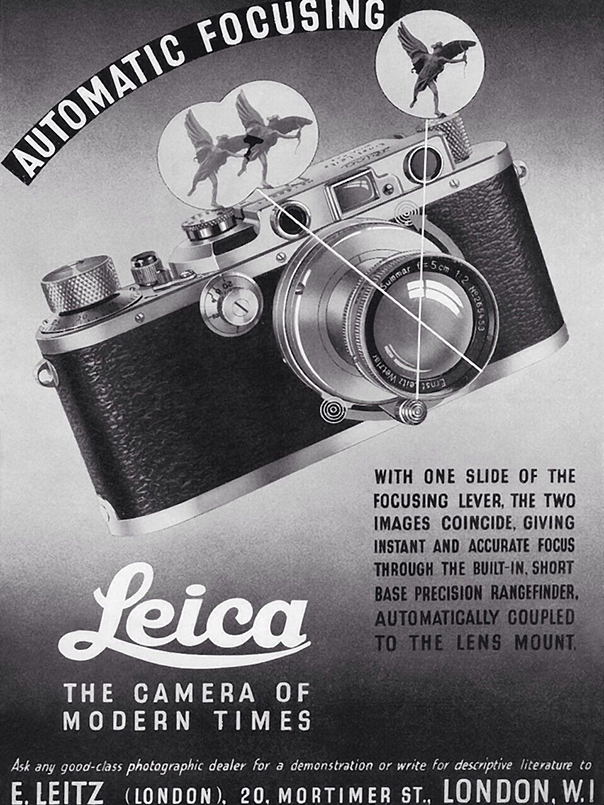 AUTOMATIC FOCUSING
Summar f=5cm 1:2 No 265453
Ernst Leitz Wetzlar
WITH ONE SLIDE OF THE
FOCUSING LEVER, THE TWO
IMAGES COINCIDE, GIVING
INSTANT AND ACCURATE FOCUS
THROUGH THE BUILT-IN, SHORT
BASE PRECISION RANGEFINDER,
AUTOMATICALLY COUPLED
TO THE LENS MOUNT.
Leica
THE CAMERA OF
MODERN TIMES
Ask any good-class photographic dealer for a demonstration or write for descriptive literature to
E. LEITZ (LONDON), 20, MORTIMER ST., LONDON, W.I